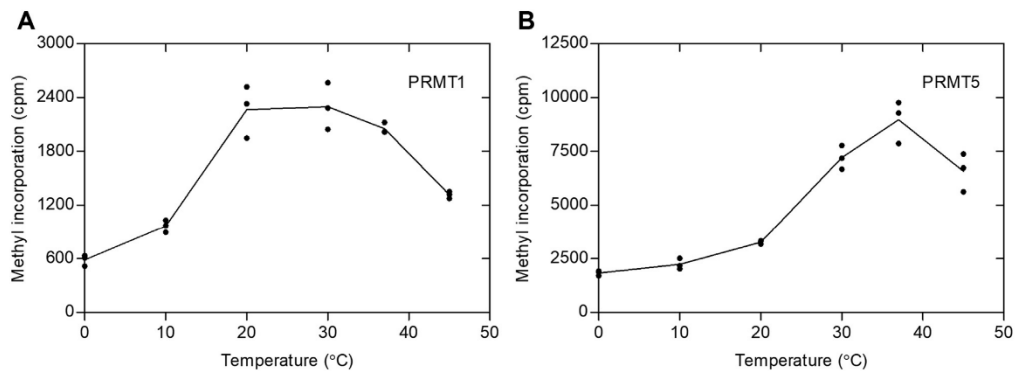 A
3000
2400
1800
1200
600
0
Methyl incorporation (cpm)
PRMT1
0 10 20 30 40 50
Temperature (°C)
B
12500
10000
7500
5000
2500
0
Methyl incorporation (cpm)
PRMT5
0 10 20 30 40 50
Temperature (°C)